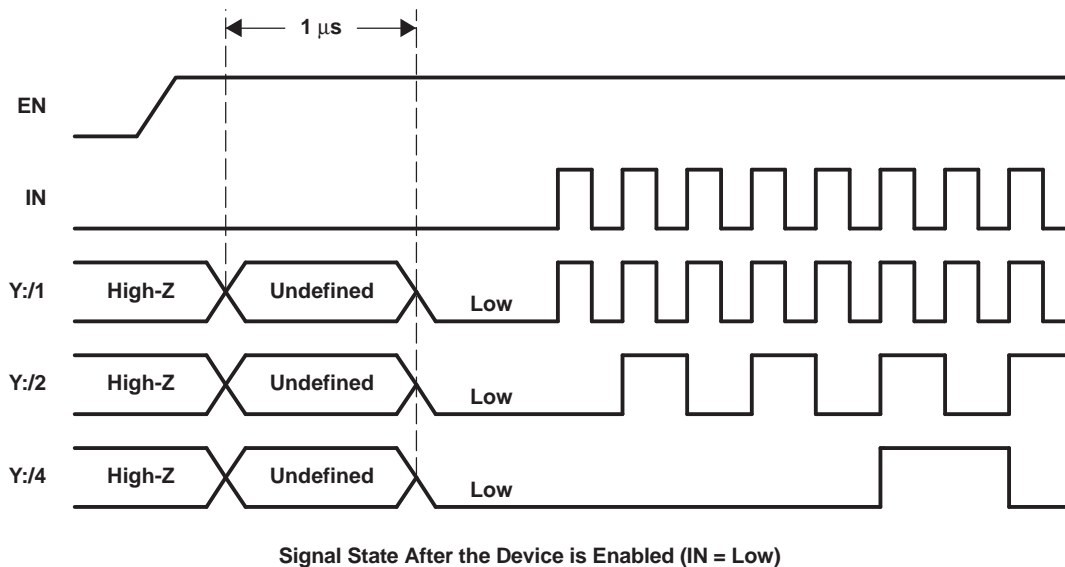 1 μs
EN
IN
Y:/1 High-Z Undefined Low
Y:/2 High-Z Undefined Low
Y:/4 High-Z Undefined Low
Signal State After the Device is Enabled (IN = Low)